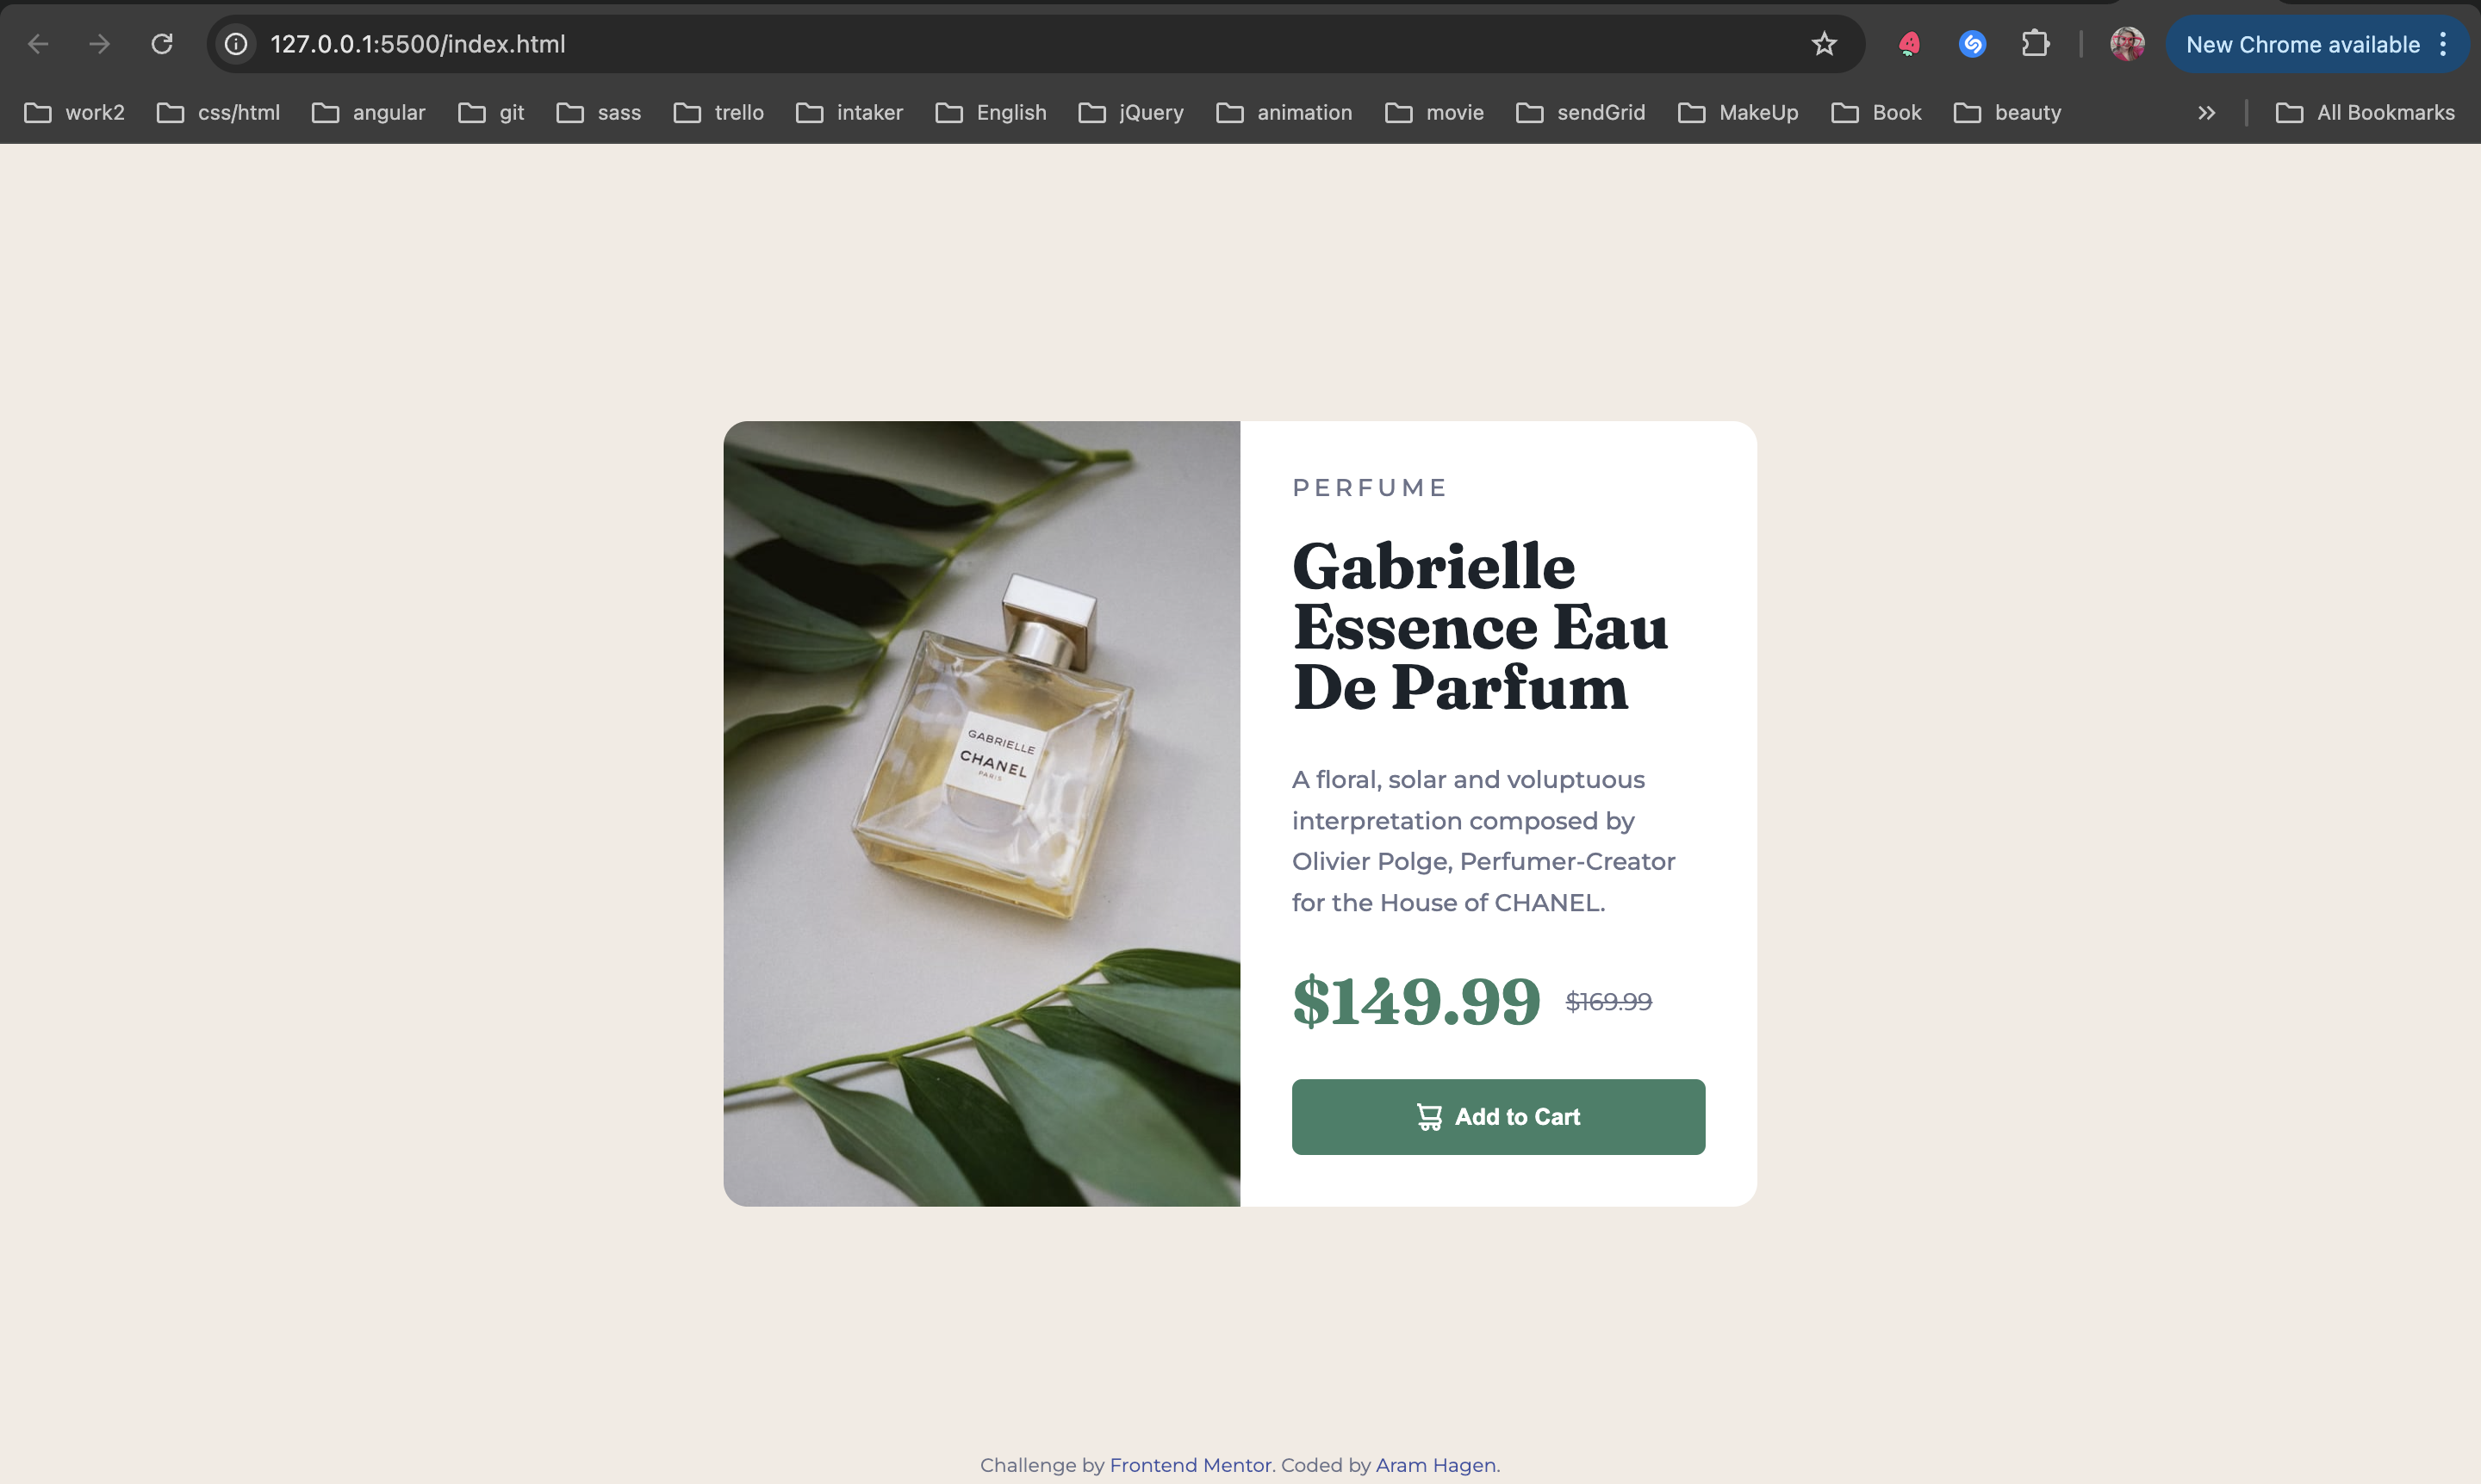 127.0.0.1:5500/index.html
New Chrome available
work2 css/html angular git sass trello intaker English jQuery animation movie sendGrid MakeUp Book beauty All Bookmarks
PERFUME
Gabrielle
Essence Eau
De Parfum
GABRIELLE
CHANEL
PARIS
A floral, solar and voluptuous
interpretation composed by
Olivier Polge, Perfumer-Creator
for the House of CHANEL.
$149.99 $169.99
Add to Cart
Challenge by Frontend Mentor. Coded by Aram Hagen.